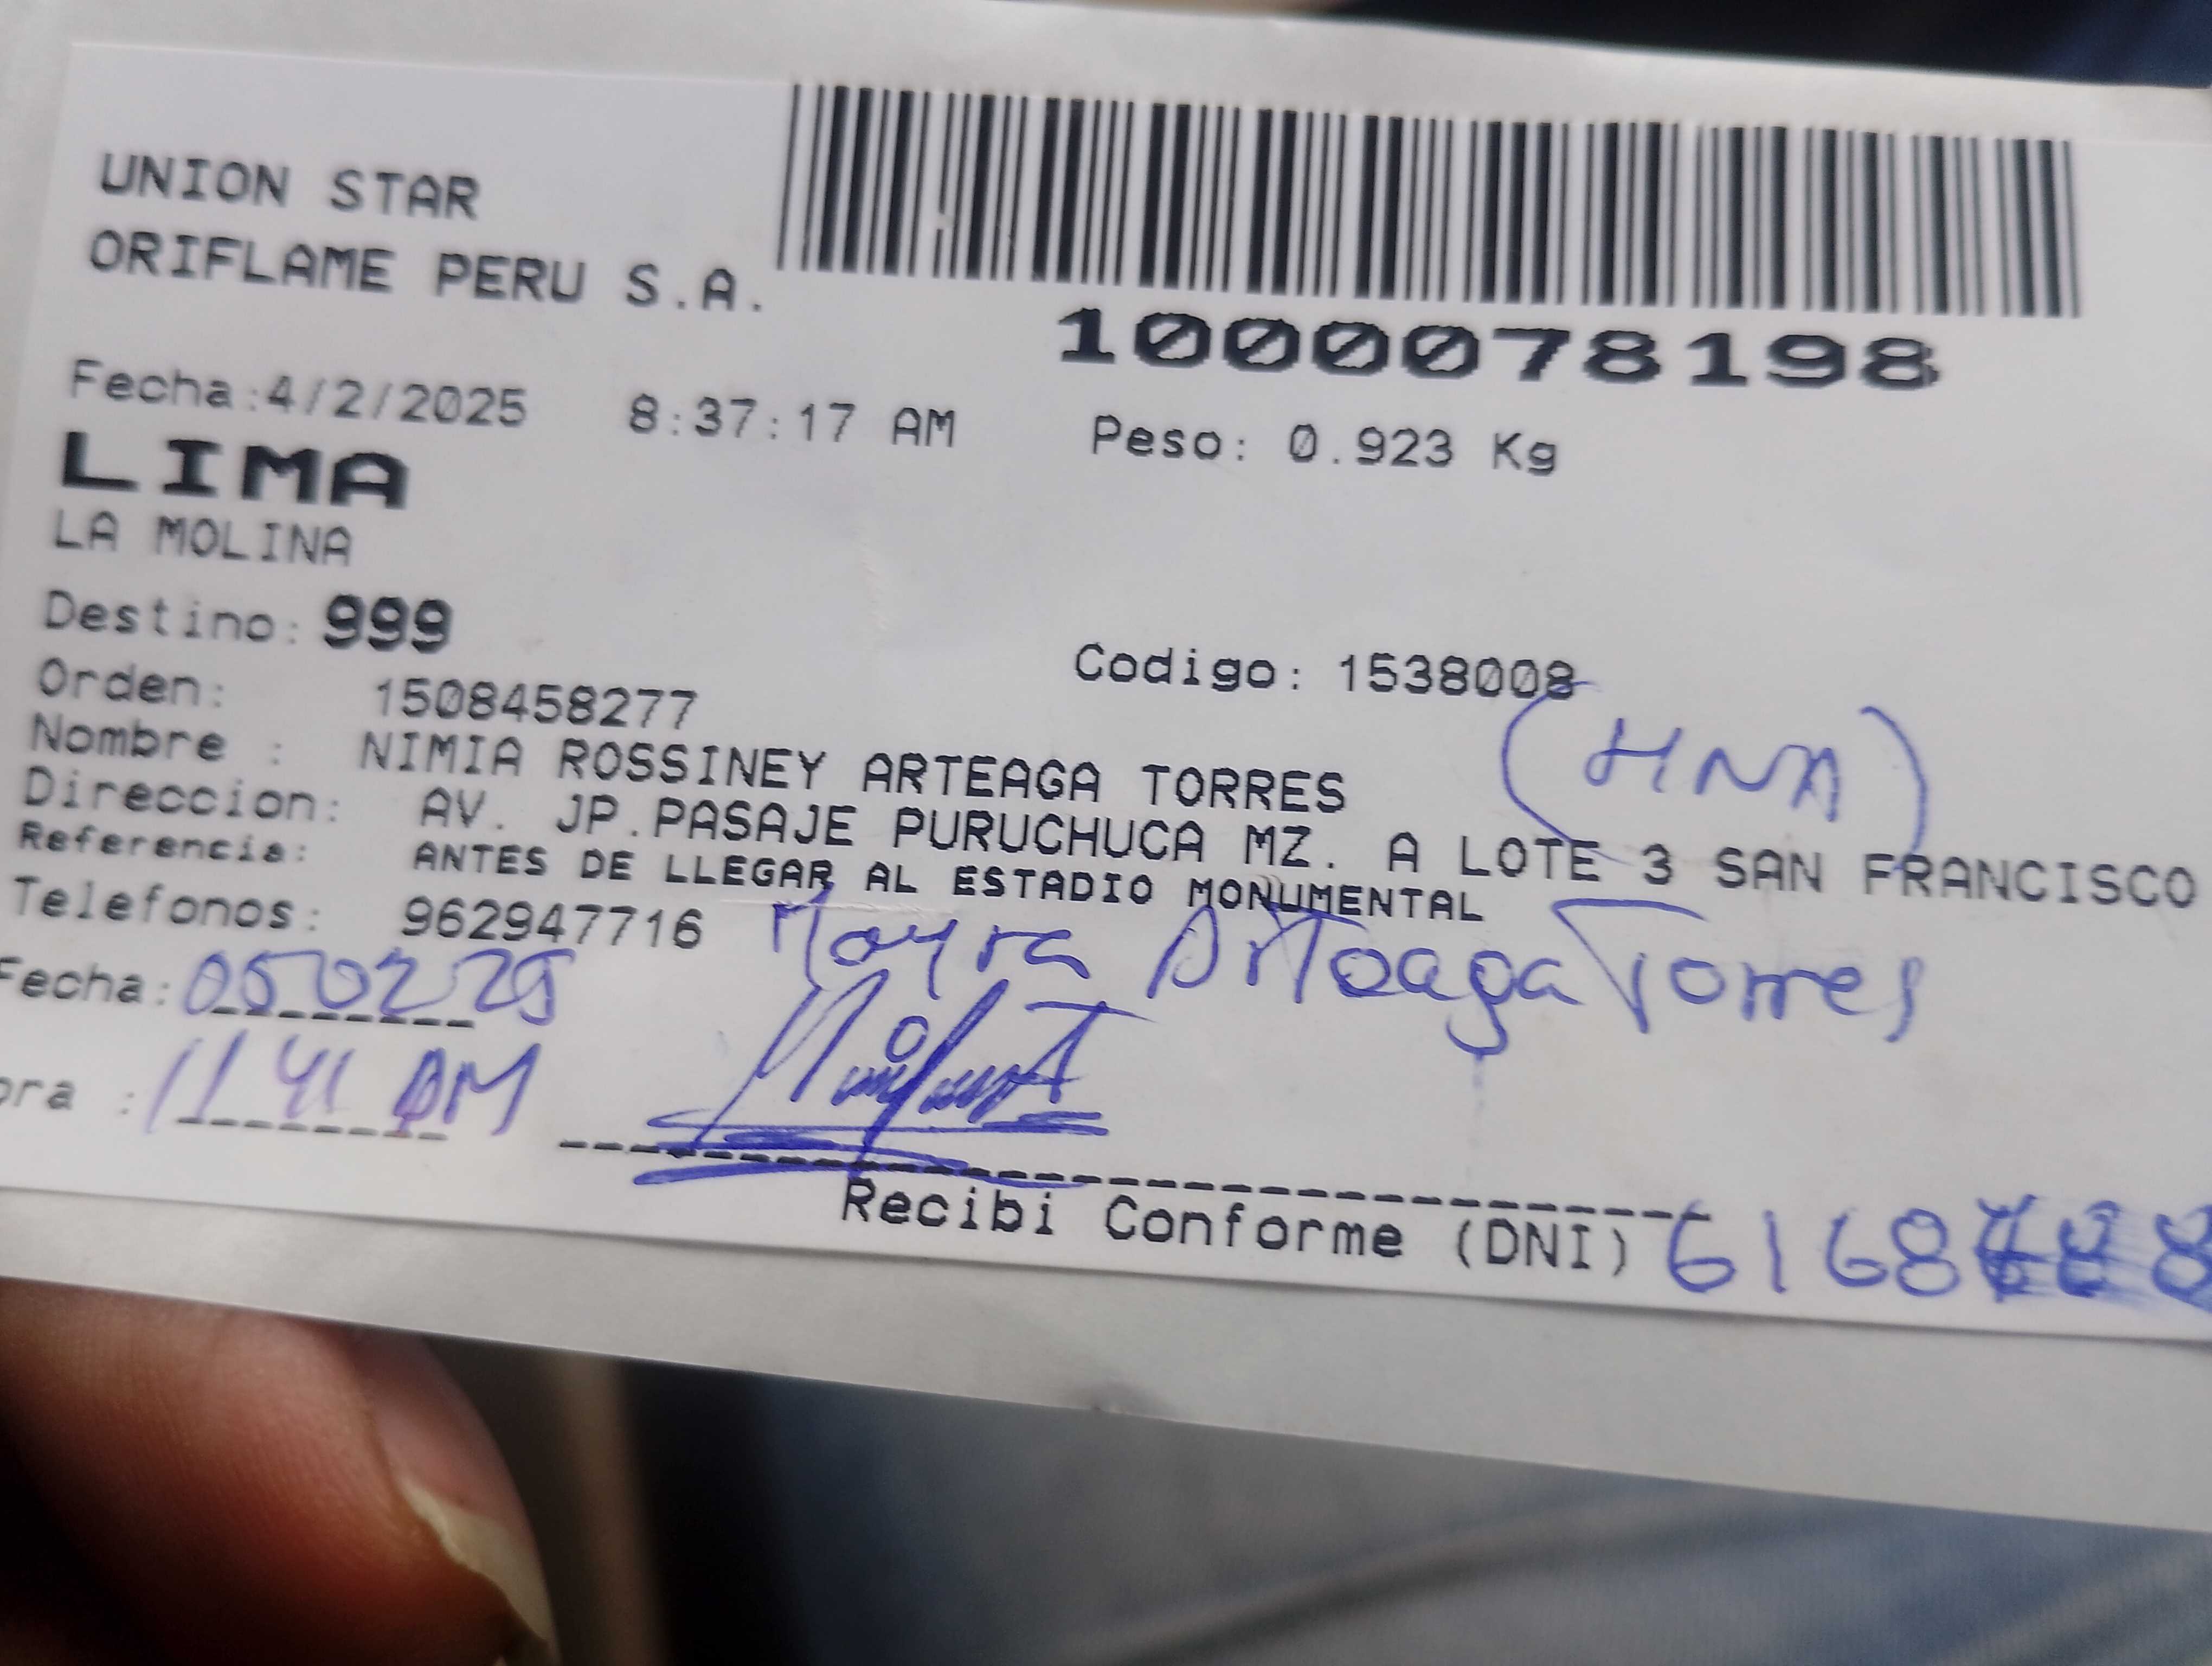 UNION STAR
ORIFLAME PERU S.A.
1000078198
Fecha:4/2/2025 8:37:17 AM Peso: 0.923 Kg
LIMA
LA MOLINA
Destino: 999
Codigo: 1538008
Orden: 1508458277
(HNA)
Nombre : NIMIA ROSSINEY ARTEAGA TORRES
Direccion: AV. JP.PASAJE PURUCHUCA MZ. A LOTE 3 SAN FRANCISCO
Referencia: ANTES DE LLEGAR AL ESTADIO MONUMENTAL
Telefonos: 962947716
Mayra Arteaga Torres
Fecha: 05 02 25
ora : 11 41 AM
Recibi Conforme (DNI)